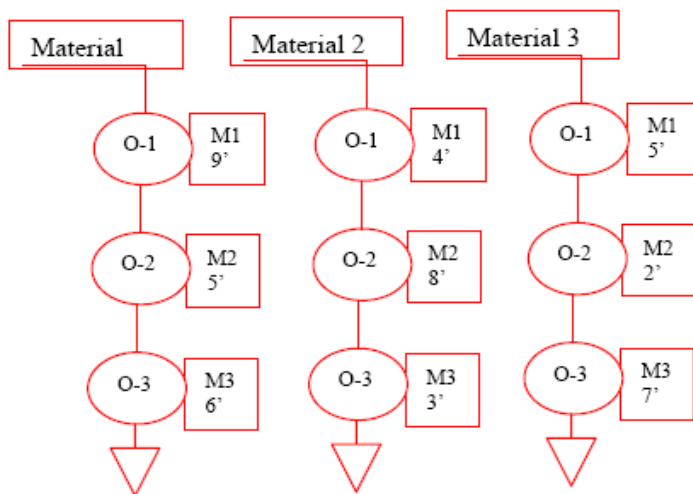 Material
Material 2
Material 3
O-1
M1
9’
O-1
M1
4’
O-1
M1
5’
O-2
M2
5’
O-2
M2
8’
O-2
M2
2’
O-3
M3
6’
O-3
M3
3’
O-3
M3
7’